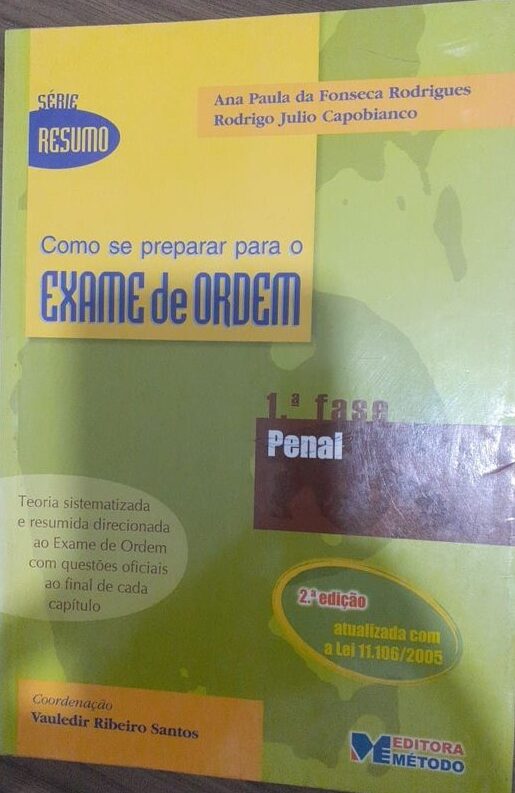 Ana Paula da Fonseca Rodrigues
Rodrigo Julio Capobianco
SÉRIE
RESUMO
Como se preparar para o
EXAME de ORDEM
1.ª fase
Penal
Teoria sistematizada
e resumida direcionada
ao Exame de Ordem
com questões oficiais
ao final de cada
capítulo
2.ª edição
atualizada com
a Lei 11.106/2005
Coordenação
Vauledir Ribeiro Santos
ME EDITORA
MÉTODO